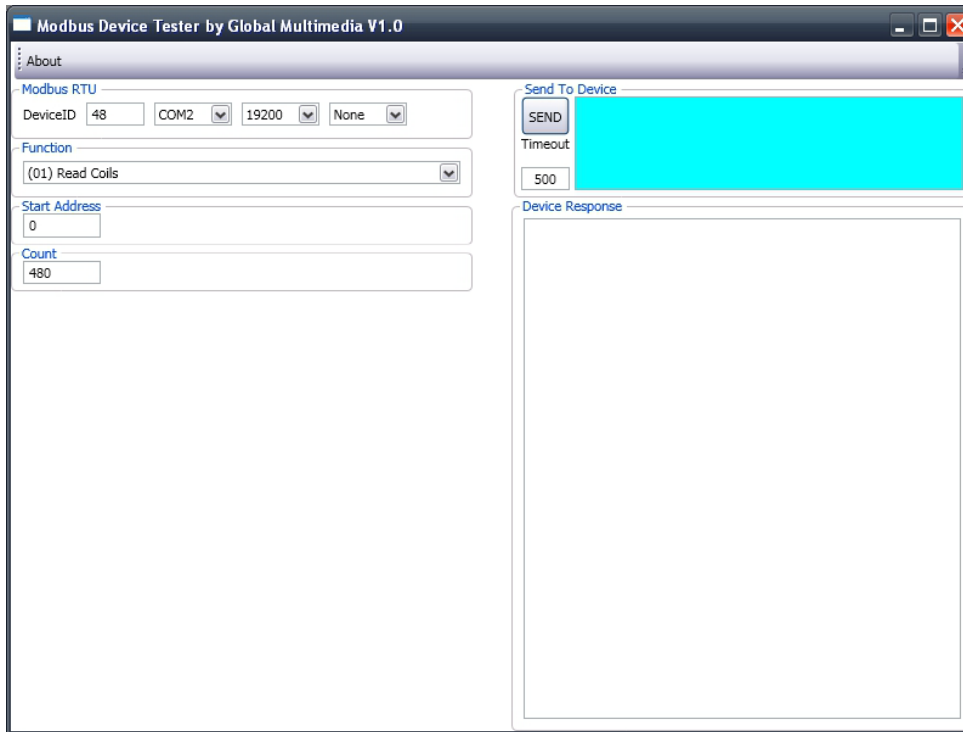 Modbus Device Tester by Global Multimedia V1.0
About
Modbus RTU
DeviceID 48 COM2 19200 None
Function
(01) Read Coils
Start Address
0
Count
480
Send To Device
SEND
Timeout
500
Device Response